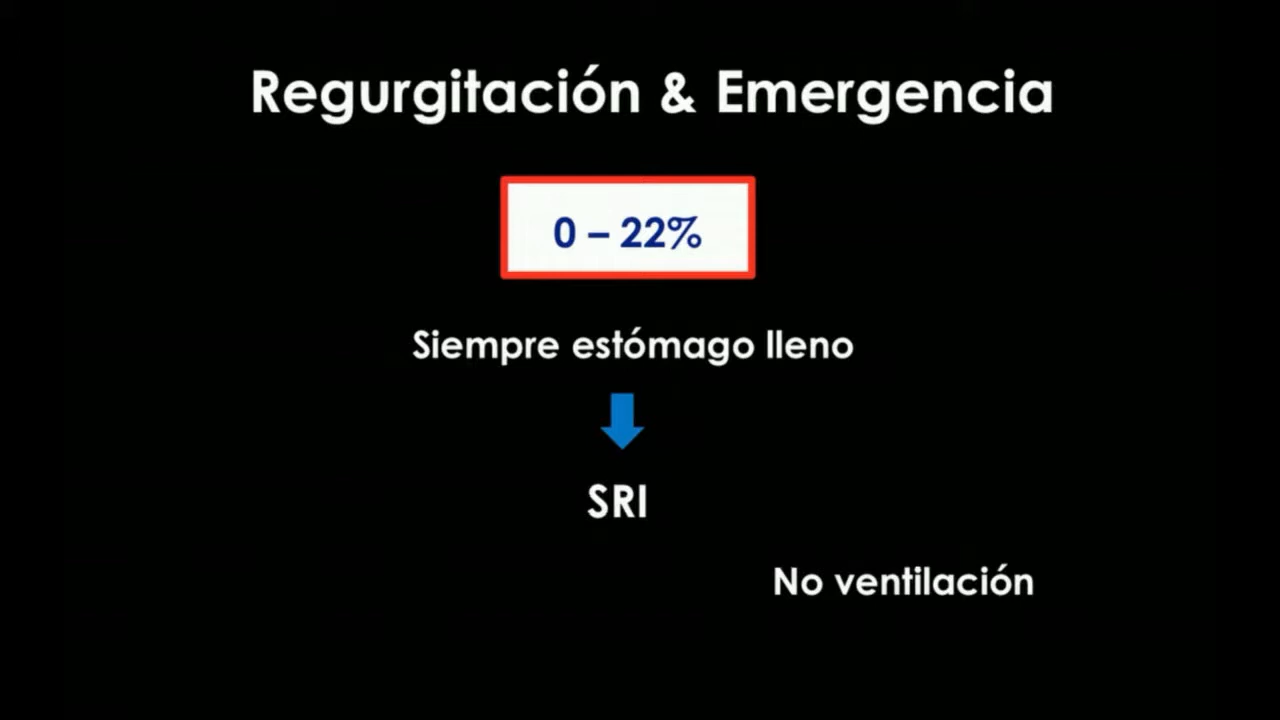 Regurgitación & Emergencia
0 – 22%
Siempre estómago lleno
SRI
No ventilación